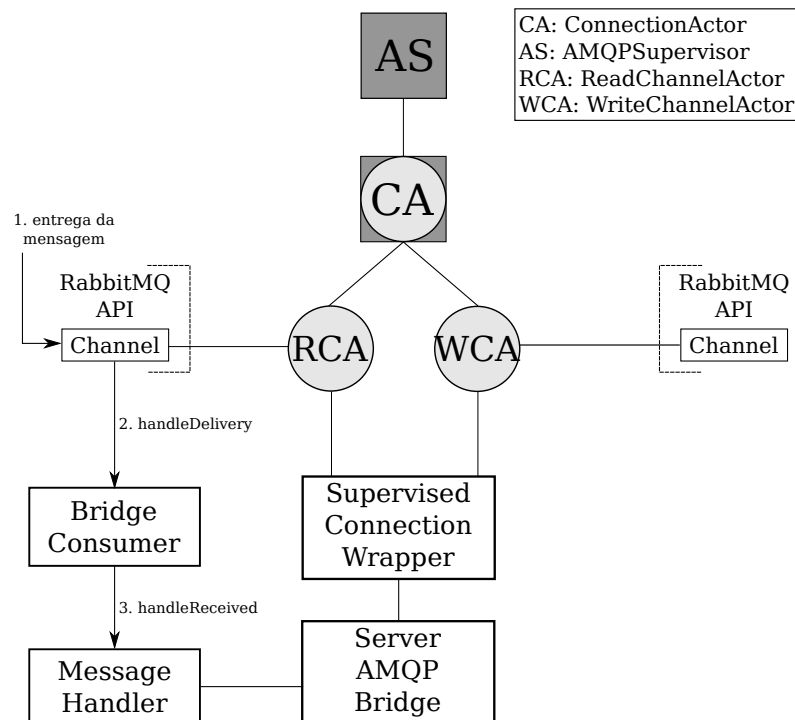 AS
CA: ConnectionActor
AS: AMQPSupervisor
RCA: ReadChannelActor
WCA: WriteChannelActor
CA
1. entrega da
mensagem
RabbitMQ
API
Channel
RCA
WCA
RabbitMQ
API
Channel
2. handleDelivery
Bridge
Consumer
Supervised
Connection
Wrapper
3. handleReceived
Message
Handler
Server
AMQP
Bridge